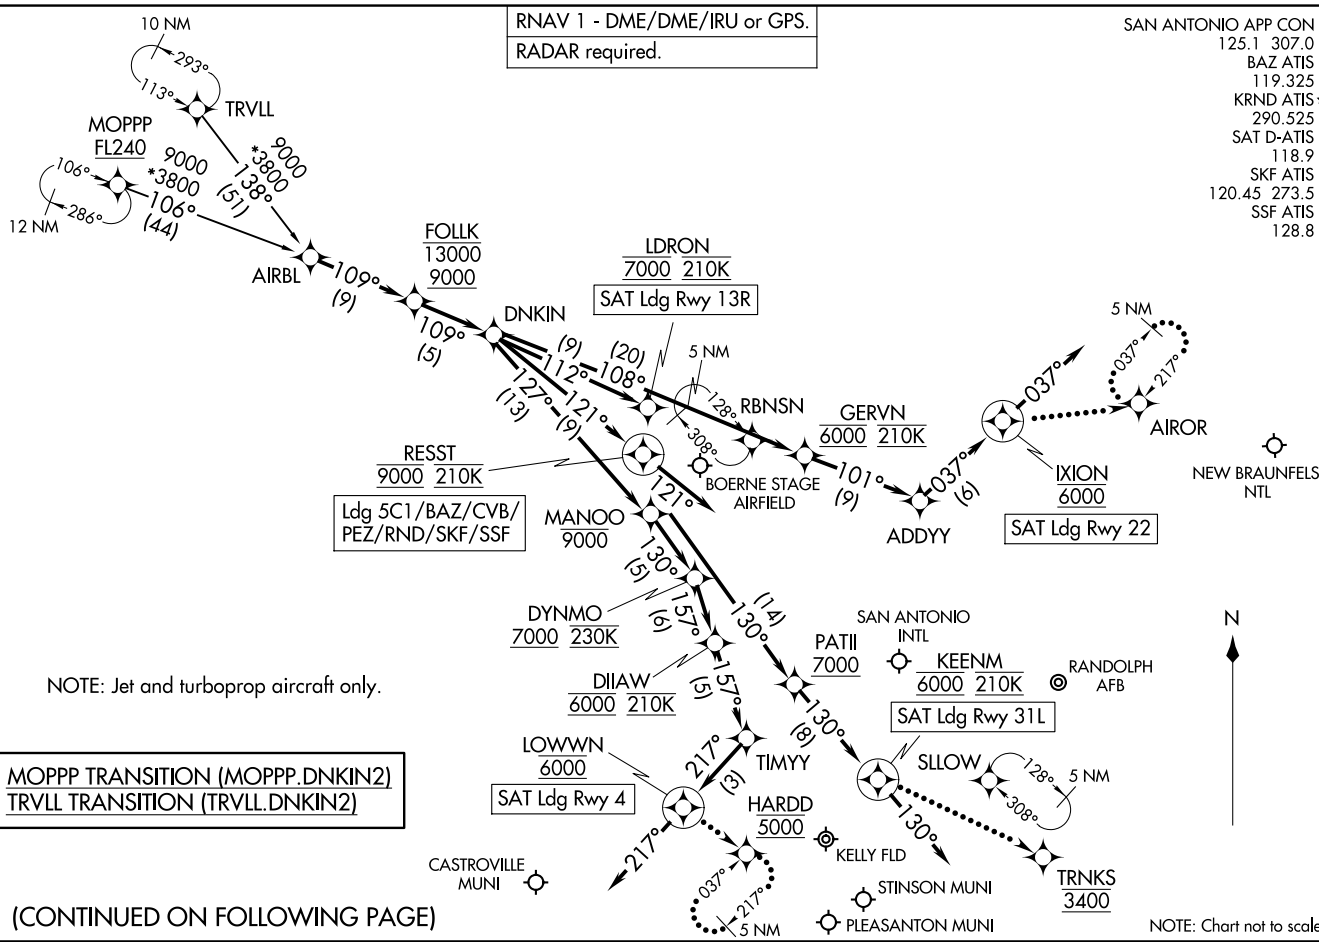 RNAV 1 - DME/DME/IRU or GPS.
RADAR required.
SAN ANTONIO APP CON
125.1 307.0
BAZ ATIS
119.325
KRND ATIS*
290.525
SAT D-ATIS
118.9
SKF ATIS
120.45 273.5
SSF ATIS
128.8
10 NM
293°
113°
TRVLL
9000
*3800
138°
(51)
MOPPP
FL240
9000
*3800
106°
(44)
106°
286°
12 NM
AIRBL
109°
(9)
FOLLK
13000
9000
109°
(5)
DNKIN
LDRON
7000 210K
SAT Ldg Rwy 13R
(9)
112°
(20)
108°
5 NM
128°
308°
RBNSN
GERVN
6000 210K
101°
(9)
ADDYY
037°
(6)
037°
IXION
6000
SAT Ldg Rwy 22
5 NM
037°
217°
AIROR
NEW BRAUNFELS
NTL
127°
(13)
121°
(9)
RESST
9000 210K
Ldg 5C1/BAZ/CVB/
PEZ/RND/SKF/SSF
121°
BOERNE STAGE
AIRFIELD
MANOO
9000
130°
(5)
DYNMO
7000 230K
157°
(6)
DIIAW
6000 210K
157°
(5)
(14)
130°
PATII
7000
SAN ANTONIO
INTL
KEENM
6000 210K
SAT Ldg Rwy 31L
RANDOLPH
AFB
N
130°
(8)
TIMYY
217°
(3)
LOWWN
6000
SAT Ldg Rwy 4
217°
HARDD
5000
037°
217°
5 NM
KELLY FLD
SLLOW
128°
308°
5 NM
130°
TRNKS
3400
STINSON MUNI
PLEASANTON MUNI
CASTROVILLE
MUNI
NOTE: Jet and turboprop aircraft only.
MOPPP TRANSITION (MOPPP.DNKIN2)
TRVLL TRANSITION (TRVLL.DNKIN2)
(CONTINUED ON FOLLOWING PAGE)
NOTE: Chart not to scale